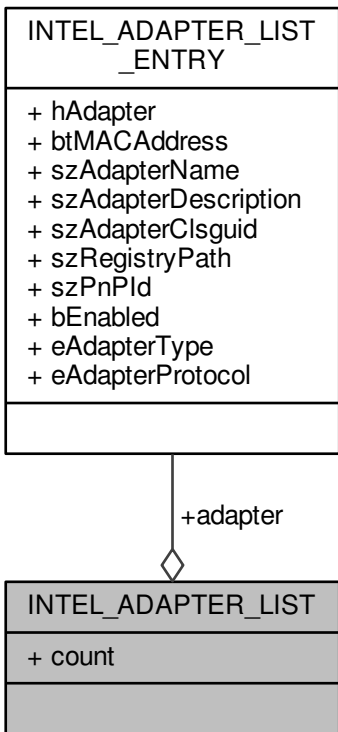 INTEL_ADAPTER_LIST
_ENTRY
+ hAdapter
+ btMACAddress
+ szAdapterName
+ szAdapterDescription
+ szAdapterClsguid
+ szRegistryPath
+ szPnPId
+ bEnabled
+ eAdapterType
+ eAdapterProtocol
+adapter
INTEL_ADAPTER_LIST
+ count